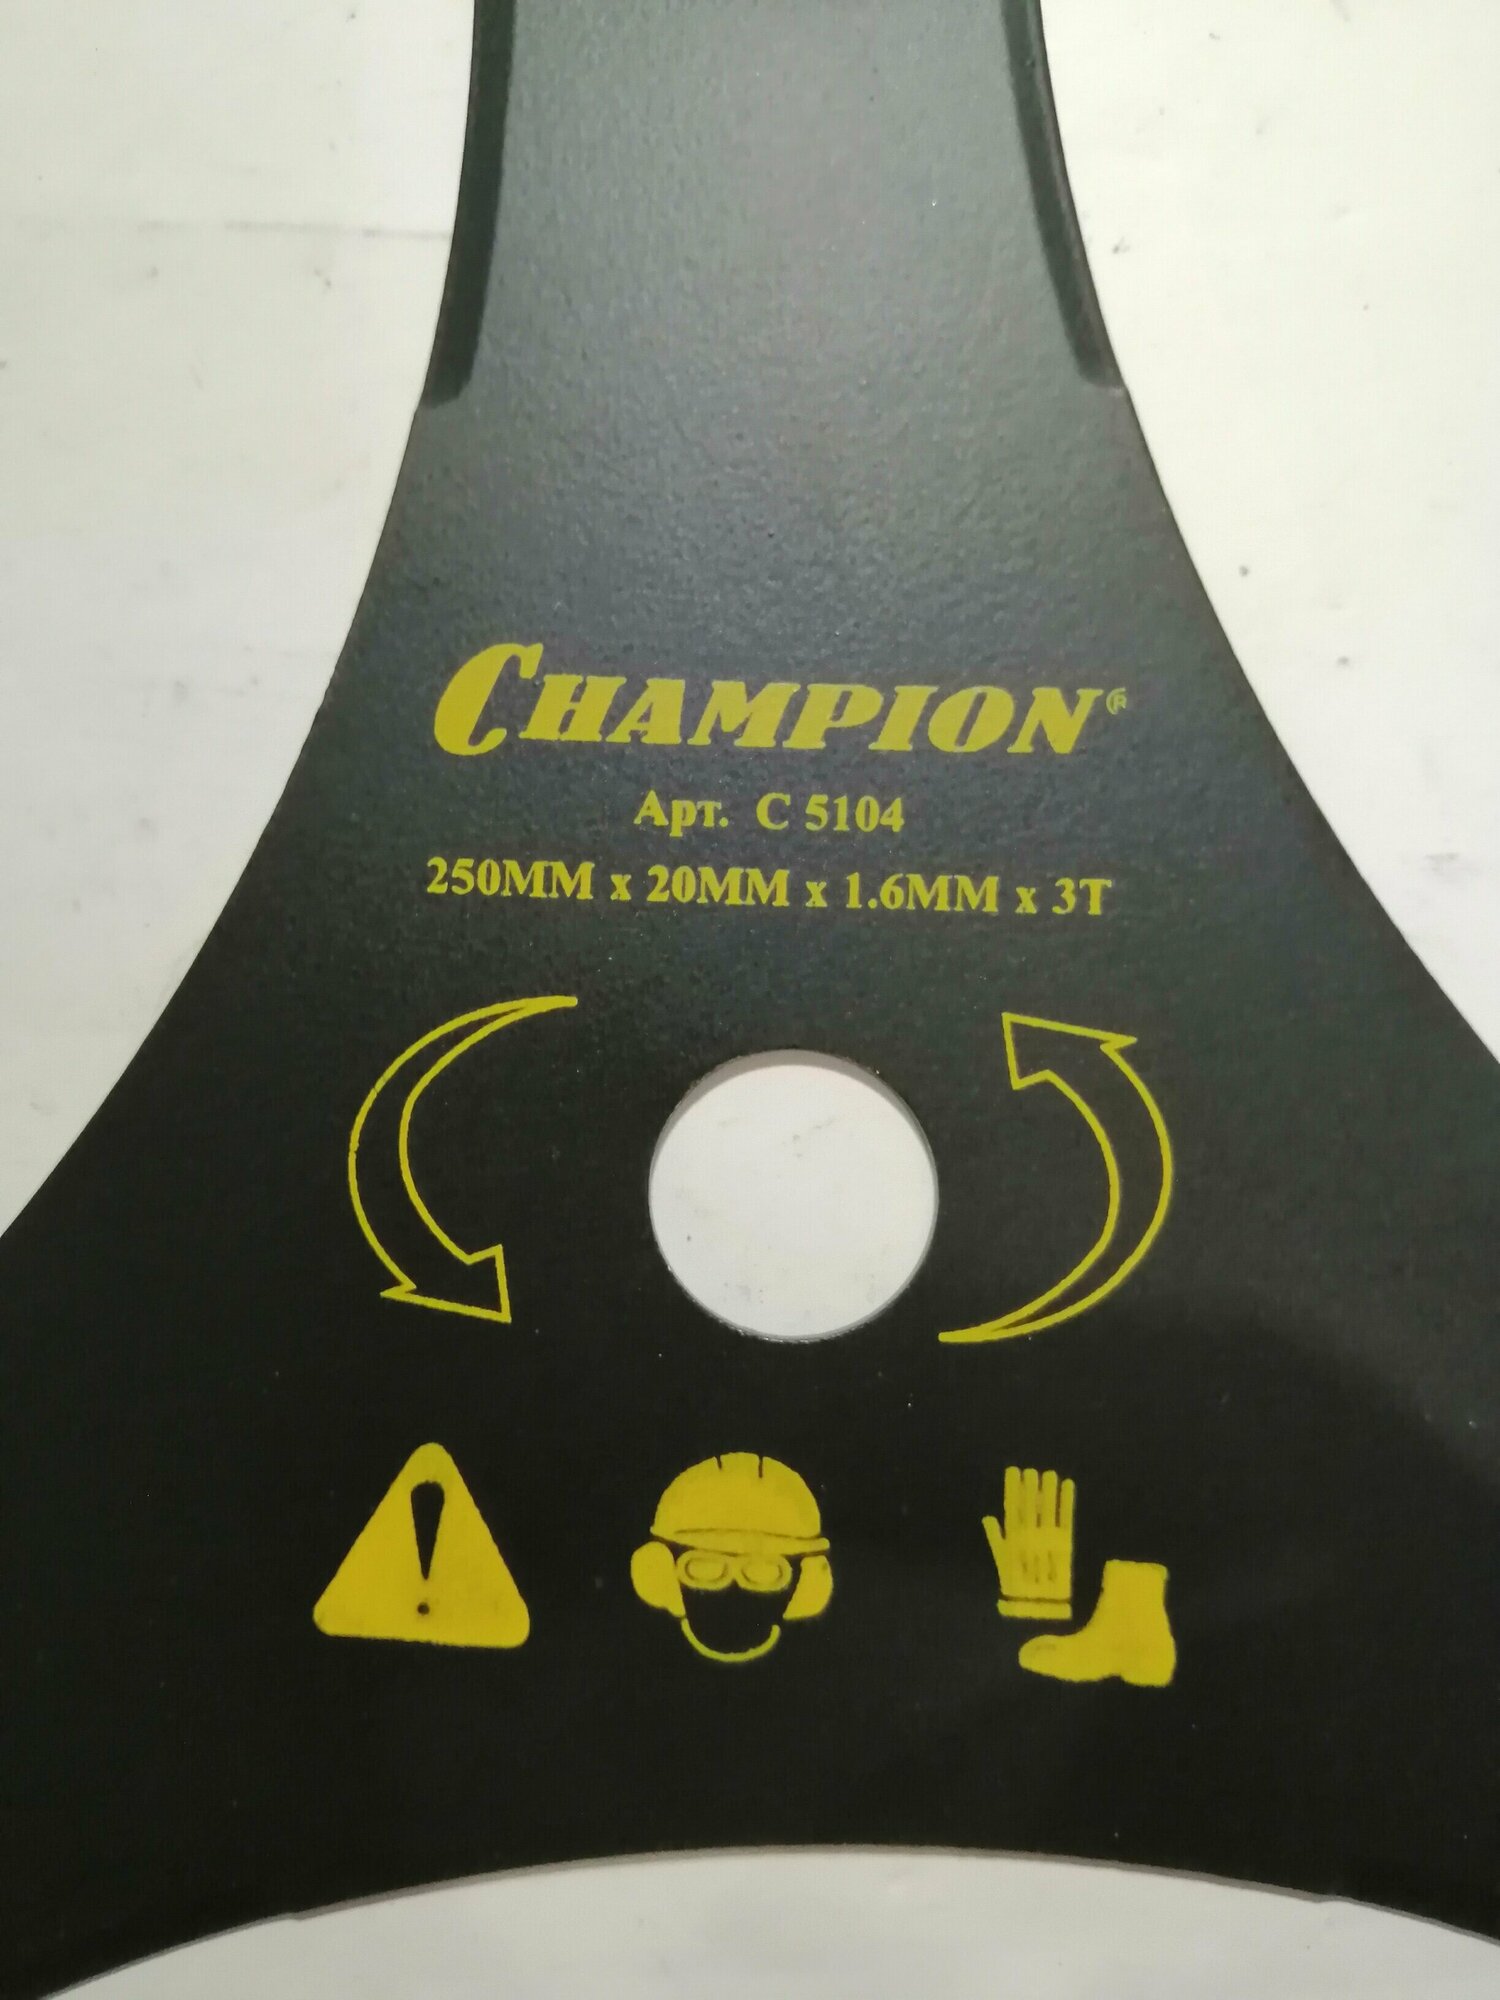 CHAMPION®
Арт. C 5104
250MM x 20MM x 1.6MM x 3T